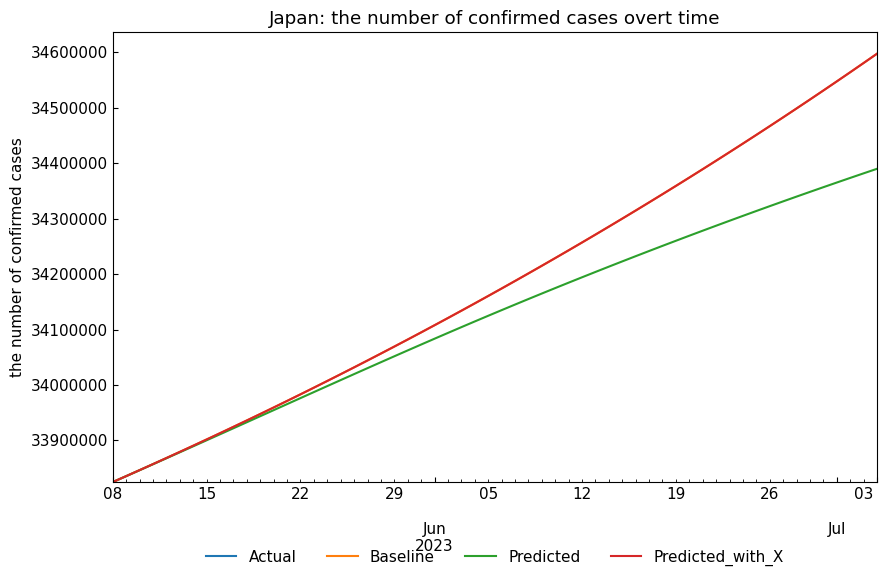 Japan: the number of confirmed cases overt time
the number of confirmed cases
34600000
34500000
34400000
34300000
34200000
34100000
34000000
33900000
08 15 22 29 05 12 19 26 03
Jun Jul
2023
Actual Baseline Predicted Predicted_with_X